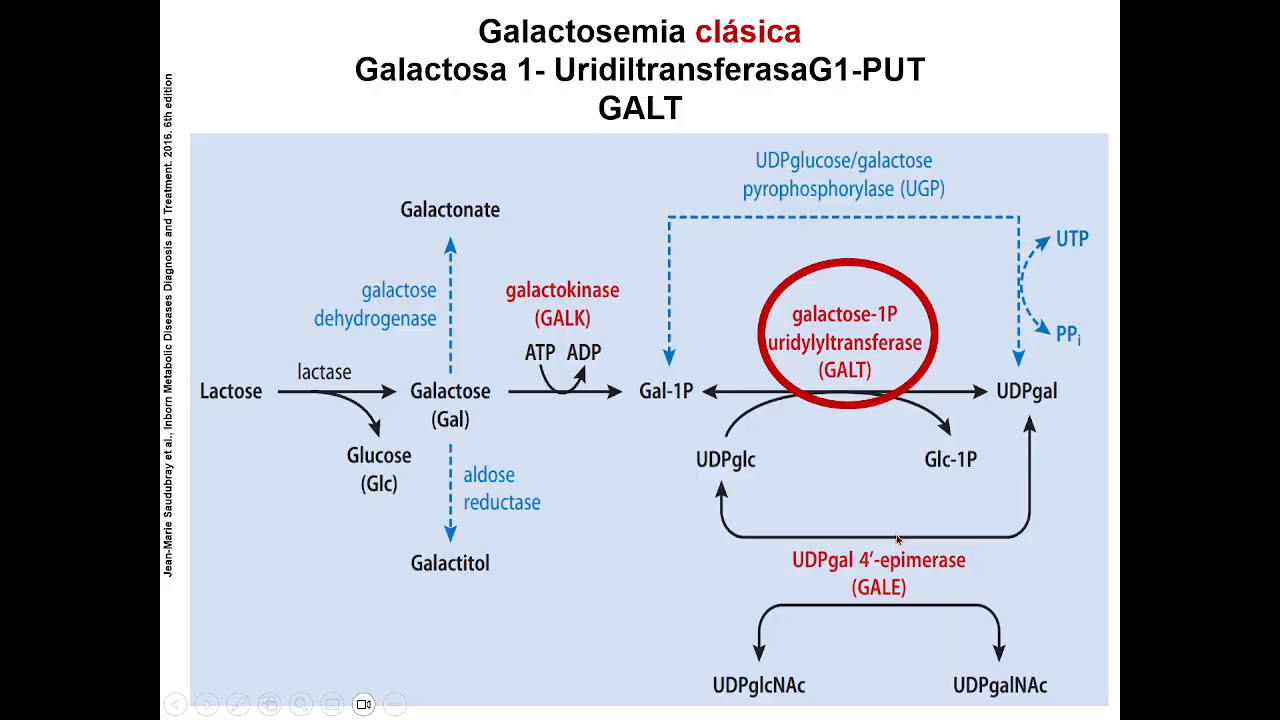 Galactosemia clásica
Galactosa 1- UridiltransferasaG1-PUT
GALT
Jean-Marie Saudubray et al., Inborn Metabolic Diseases Diagnosis and Treatment. 2016. 6th edition
UDPglucose/galactose
pyrophosphorylase (UGP)
Galactonate
UTP
galactose
dehydrogenase
galactokinase
(GALK)
galactose-1P
uridylyltransferase
(GALT)
PPi
ATP ADP
lactase
Lactose
Galactose
(Gal)
Gal-1P
UDPgal
Glucose
(Glc)
UDPglc
Glc-1P
aldose
reductase
Galactitol
UDPgal 4′-epimerase
(GALE)
UDPglcNAc
UDPgalNAc